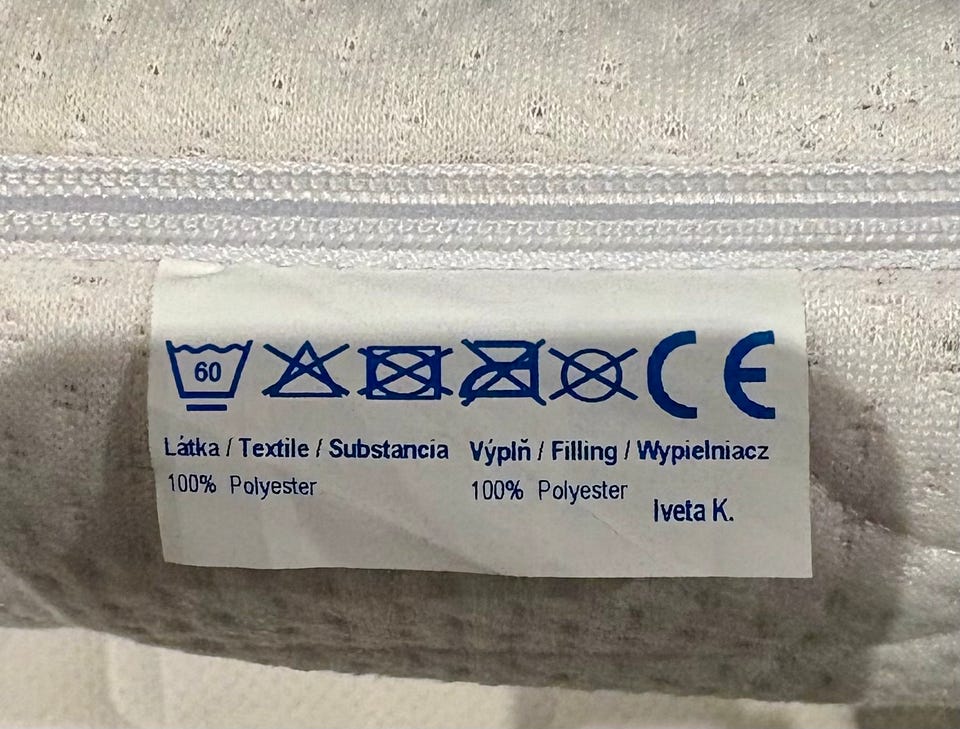 60 CE
Látka / Textile / Substancia Výplň / Filling / Wypielniacz
100% Polyester 100% Polyester
Iveta K.